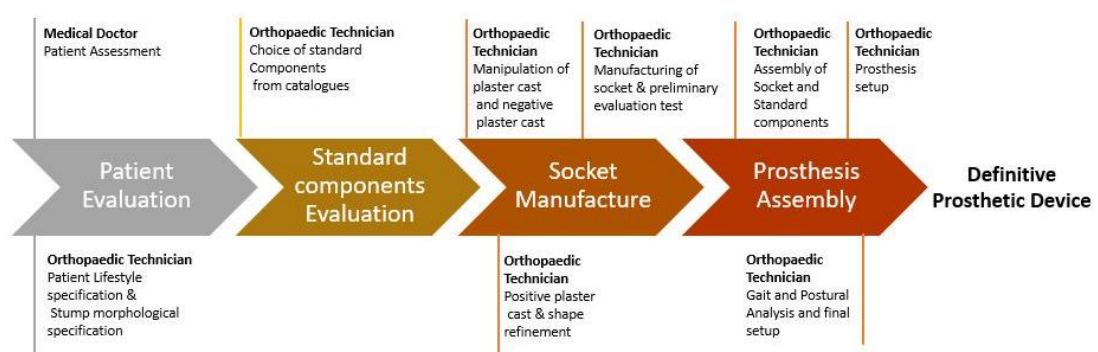 Medical Doctor
Patient Assessment
Orthopaedic Technician
Choice of standard
Components
from catalogues
Orthopaedic
Technician
Manipulation of
plaster cast
and negative
plaster cast
Orthopaedic
Technician
Manufacturing of
socket & preliminary
evaluation test
Orthopaedic
Technician
Assembly of
Socket and
Standard
components
Orthopaedic
Technician
Prosthesis
setup
Patient
Evaluation
Standard
components
Evaluation
Socket
Manufacture
Prosthesis
Assembly
Definitive
Prosthetic Device
Orthopaedic Technician
Patient Lifestyle
specification &
Stump morphological
specification
Orthopaedic
Technician
Positive plaster
cast & shape
refinement
Orthopaedic
Technician
Gait and Postural
Analysis and final
setup